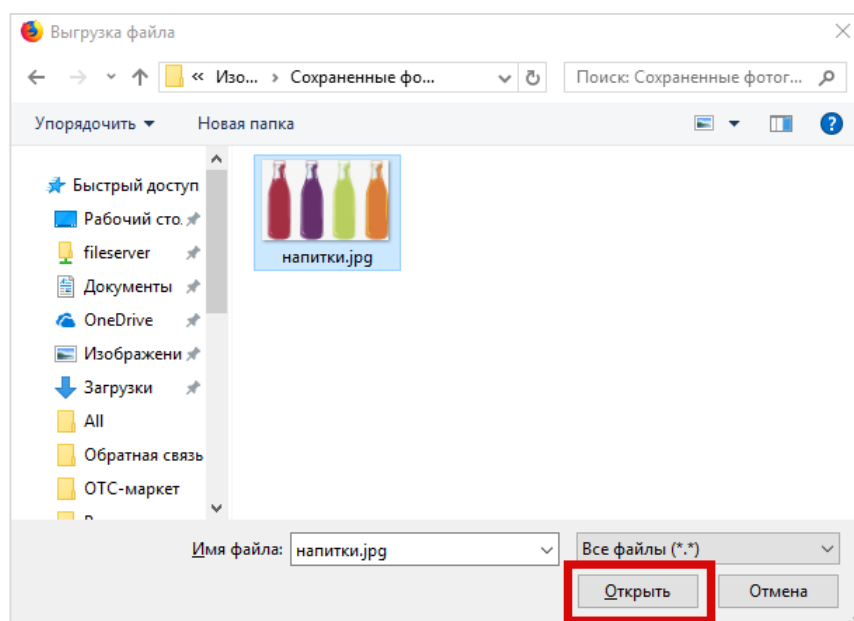 Выгрузка файла
« Изо... › Сохраненные фо...
Поиск: Сохраненные фотог...
Упорядочить
Новая папка
Быстрый доступ
Рабочий сто.
fileserver
Документы
OneDrive
Изображени
Загрузки
All
Обратная связь
ОТС-маркет
напитки.jpg
Имя файла: напитки.jpg
Все файлы (*.*)
Открыть
Отмена